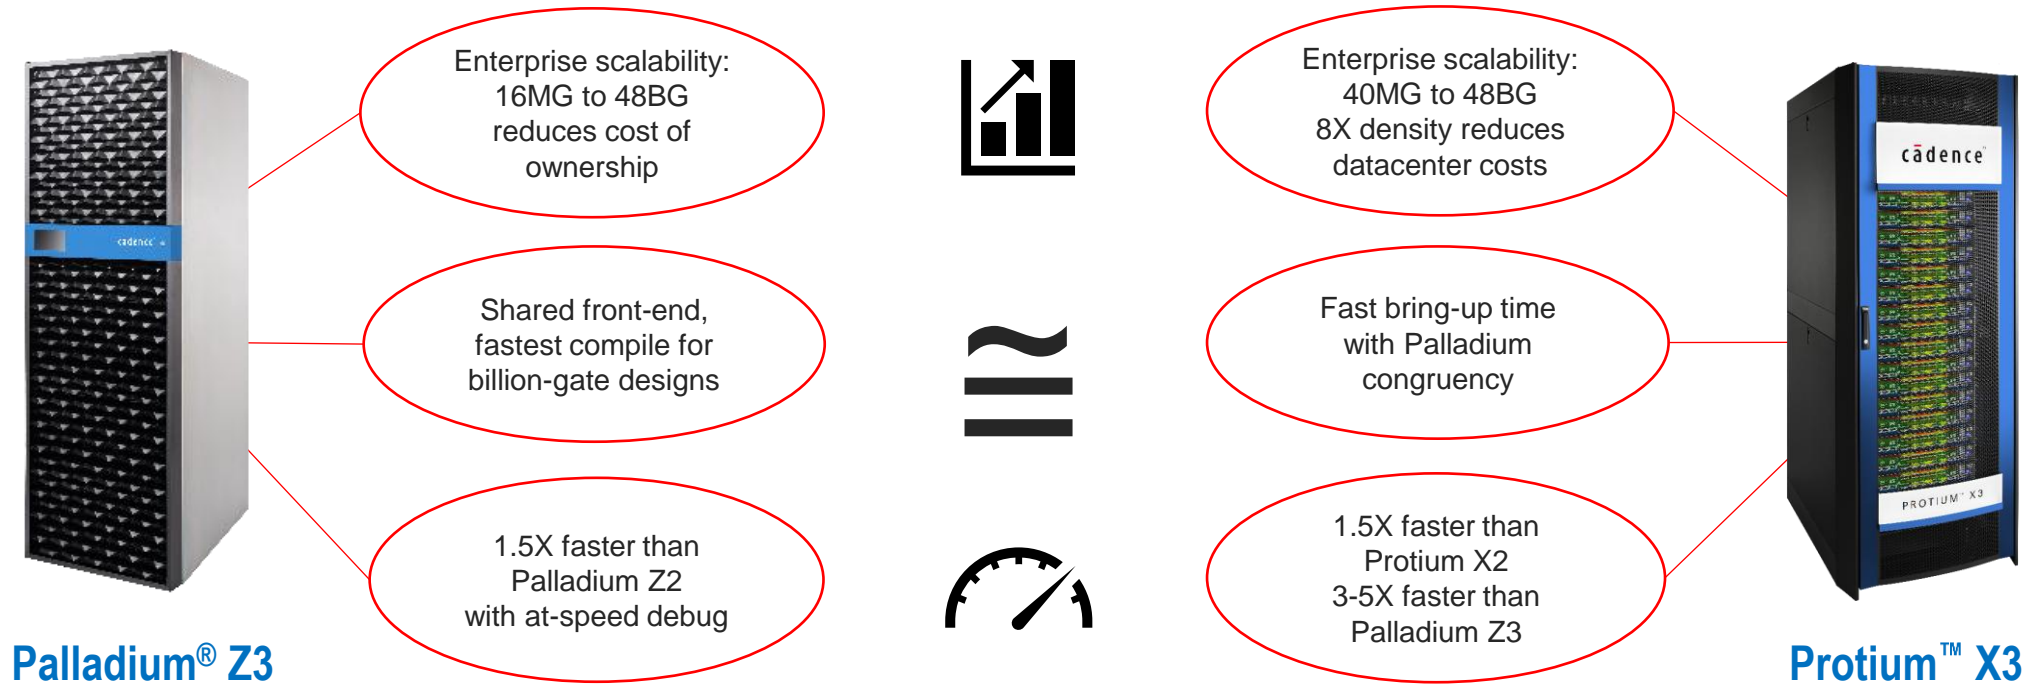 Enterprise scalability:
16MG to 48BG
reduces cost of
ownership
Enterprise scalability:
40MG to 48BG
8X density reduces
datacenter costs
cādence™
cādence
Shared front-end,
fastest compile for
billion-gate designs
Fast bring-up time
with Palladium
congruency
PROTIUM™ X3
1.5X faster than
Palladium Z2
with at-speed debug
1.5X faster than
Protium X2
3-5X faster than
Palladium Z3
Palladium® Z3
Protium™ X3